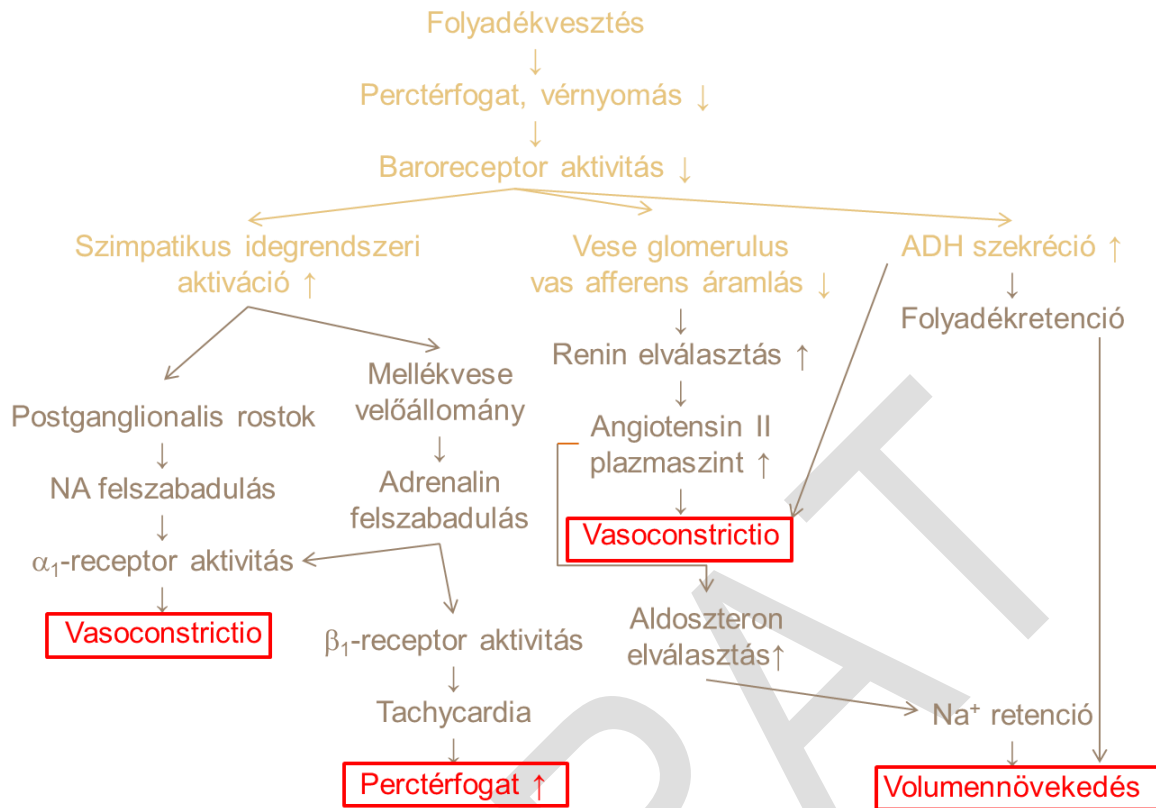 Folyadékvesztés
↓
Perctérfogat, vérnyomás ↓
↓
Baroreceptor aktivitás ↓
Szimpatikus idegrendszeri
aktiváció ↑
Postganglionalis rostok
↓
NA felszabadulás
↓
α₁-receptor aktivitás
↓
Vasoconstrictio
Mellékvese
velőállomány
↓
Adrenalin
felszabadulás
β₁-receptor aktivitás
↓
Tachycardia
↓
Perctérfogat ↑
Vese glomerulus
vas afferens áramlás ↓
↓
Renin elválasztás ↑
↓
Angiotensin II
plazmaszint ↑
↓
Vasoconstrictio
Aldoszteron
elválasztás↑
ADH szekréció ↑
↓
Folyadékretenció
Na⁺ retenció
↓
Volumennövekedés
PAT